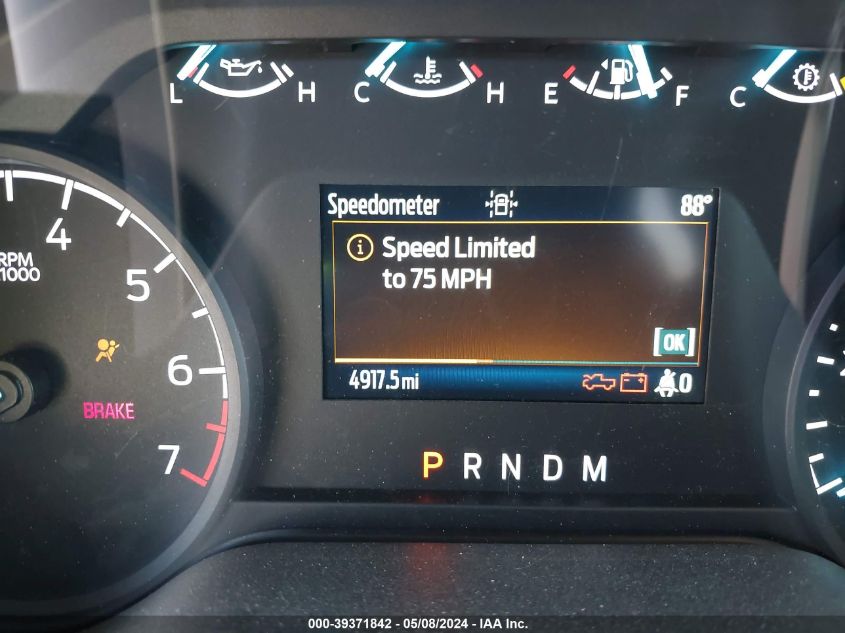 L H C H E F C
Speedometer 88°
4
RPM
1000
Speed Limited
to 75 MPH
5
OK
6
4917.5 mi 0
BRAKE
7
P R N D M
000-39371842 - 05/08/2024 - IAA Inc.